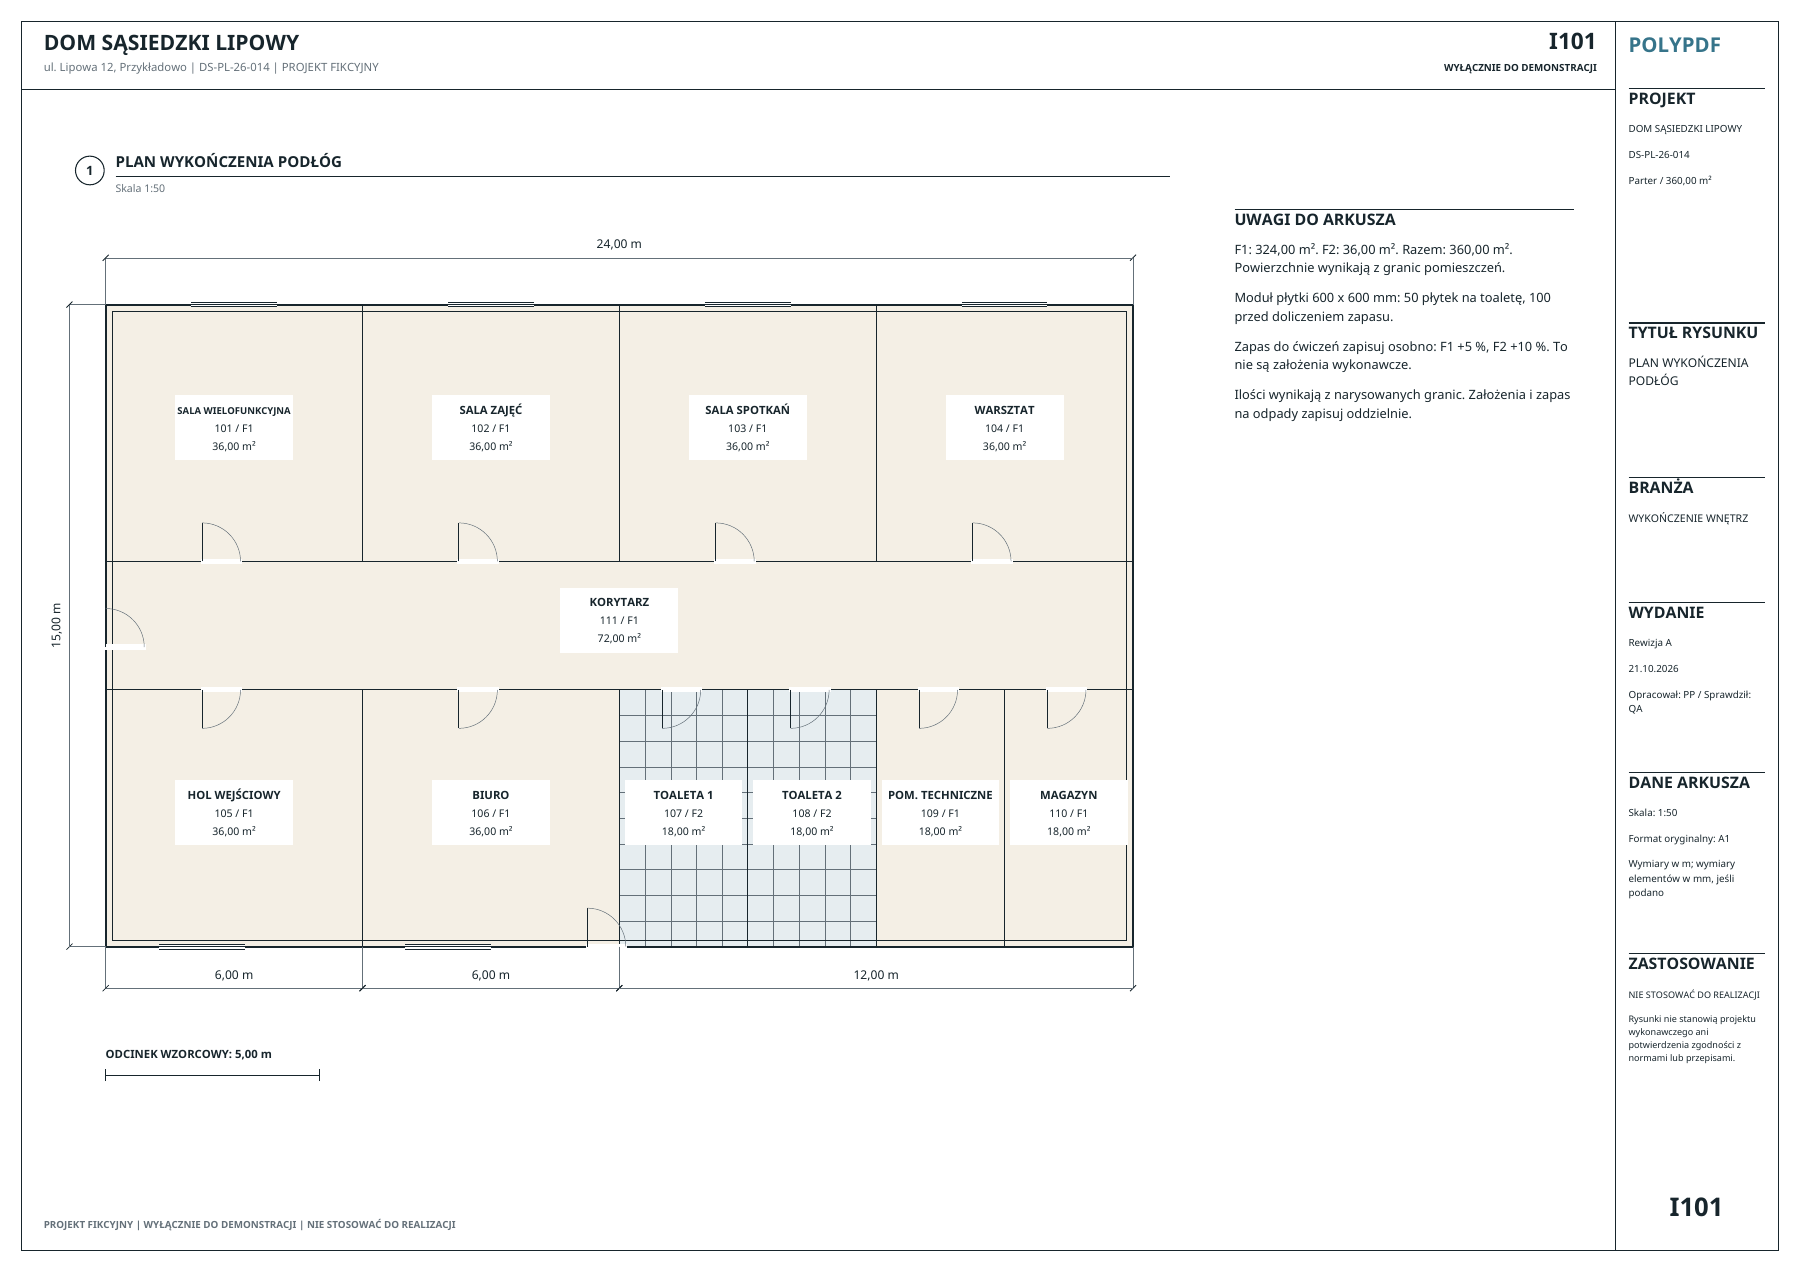 DOM SĄSIEDZKI LIPOWY
ul. Lipowa 12, Przykładowo | DS-PL-26-014 | PROJEKT FIKCYJNY
I101
WYŁĄCZNIE DO DEMONSTRACJI
1
PLAN WYKOŃCZENIA PODŁÓG
Skala 1:50
24,00 m
15,00 m
SALA WIELOFUNKCYJNA
101 / F1
36,00 m²
SALA ZAJĘĆ
102 / F1
36,00 m²
SALA SPOTKAŃ
103 / F1
36,00 m²
WARSZTAT
104 / F1
36,00 m²
KORYTARZ
111 / F1
72,00 m²
HOL WEJŚCIOWY
105 / F1
36,00 m²
BIURO
106 / F1
36,00 m²
TOALETA 1
107 / F2
18,00 m²
TOALETA 2
108 / F2
18,00 m²
POM. TECHNICZNE
109 / F1
18,00 m²
MAGAZYN
110 / F1
18,00 m²
6,00 m
6,00 m
12,00 m
ODCINEK WZORCOWY: 5,00 m
UWAGI DO ARKUSZA
F1: 324,00 m². F2: 36,00 m². Razem: 360,00 m².
Powierzchnie wynikają z granic pomieszczeń.
Moduł płytki 600 x 600 mm: 50 płytek na toaletę, 100
przed doliczeniem zapasu.
Zapas do ćwiczeń zapisuj osobno: F1 +5 %, F2 +10 %. To
nie są założenia wykonawcze.
Ilości wynikają z narysowanych granic. Założenia i zapas
na odpady zapisuj oddzielnie.
POLYPDF
PROJEKT
DOM SĄSIEDZKI LIPOWY
DS-PL-26-014
Parter / 360,00 m²
TYTUŁ RYSUNKU
PLAN WYKOŃCZENIA
PODŁÓG
BRANŻA
WYKOŃCZENIE WNĘTRZ
WYDANIE
Rewizja A
21.10.2026
Opracował: PP / Sprawdził:
QA
DANE ARKUSZA
Skala: 1:50
Format oryginalny: A1
Wymiary w m; wymiary
elementów w mm, jeśli
podano
ZASTOSOWANIE
NIE STOSOWAĆ DO REALIZACJI
Rysunki nie stanowią projektu
wykonawczego ani
potwierdzenia zgodności z
normami lub przepisami.
I101
PROJEKT FIKCYJNY | WYŁĄCZNIE DO DEMONSTRACJI | NIE STOSOWAĆ DO REALIZACJI